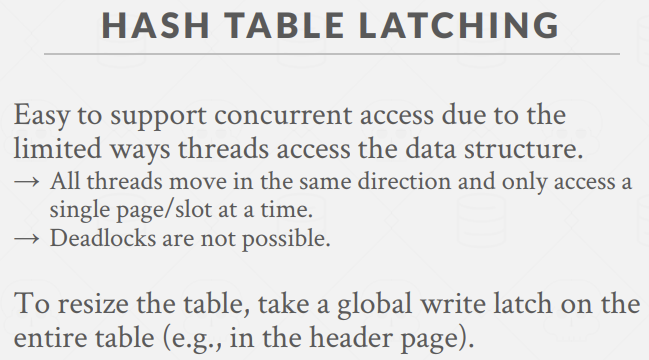 HASH TABLE LATCHING
Easy to support concurrent access due to the
limited ways threads access the data structure.
→ All threads move in the same direction and only access a
single page/slot at a time.
→ Deadlocks are not possible.
To resize the table, take a global write latch on the
entire table (e.g., in the header page).